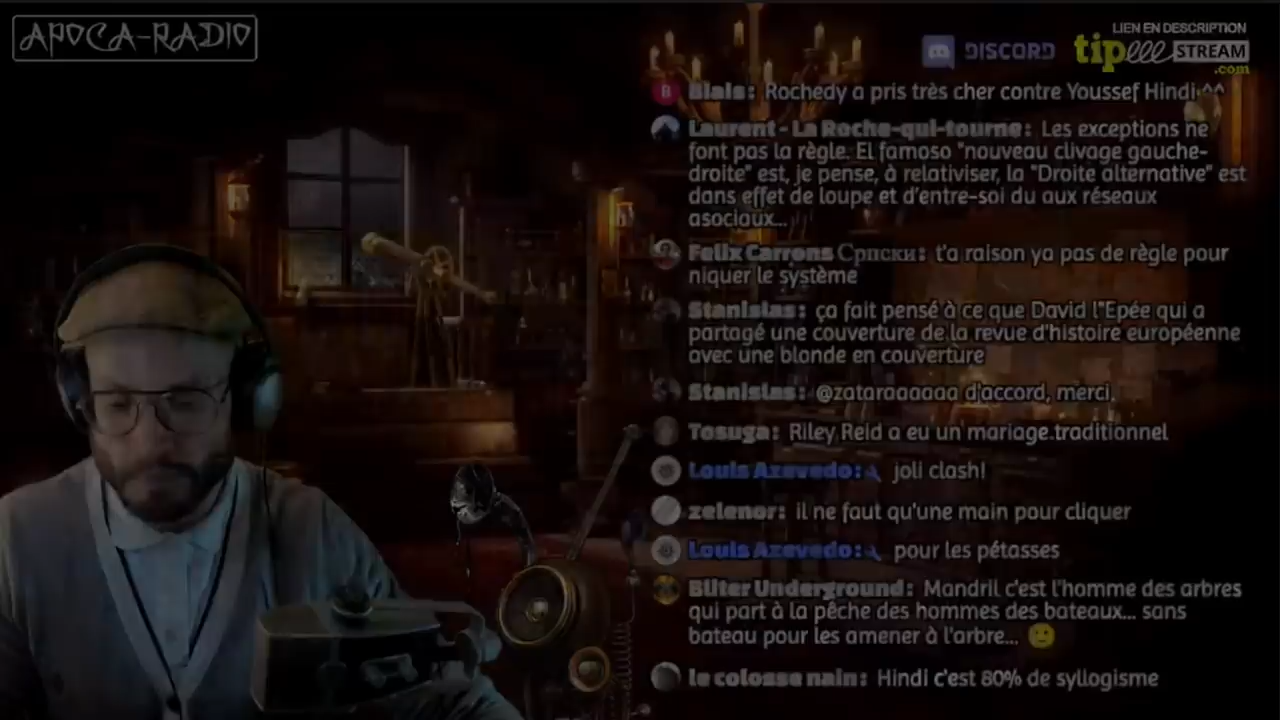 APOCA-RADIO
LIEN EN DESCRIPTION
DISCORD
tipeee STREAM
.com
B Blais: Rochedy a pris très cher contre Youssef Hindi ^^
Laurent - La Roche-qui-tourne: Les exceptions ne
font pas la règle. El famoso "nouveau clivage gauche-
droite" est, je pense, à relativiser, la "Droite alternative" est
dans effet de loupe et d'entre-soi du aux réseaux
asociaux...
Felix Carrons Српски: t'a raison ya pas de règle pour
niquer le système
Stanislas: ça fait pensé à ce que David l"Epée qui a
partagé une couverture de la revue d'histoire européenne
avec une blonde en couverture
Stanislas: @zataraaaaaa d'accord, merci.
Tosuga: Riley Reid a eu un mariage traditionnel
Louis Azevedo: joli clash!
zelenor: il ne faut qu'une main pour cliquer
Louis Azevedo: pour les pétasses
Bliter Underground: Mandril c'est l'homme des arbres
qui part à la pêche des hommes des bateaux... sans
bateau pour les amener à l'arbre... 🙂
le colosse nain: Hindi c'est 80% de syllogisme